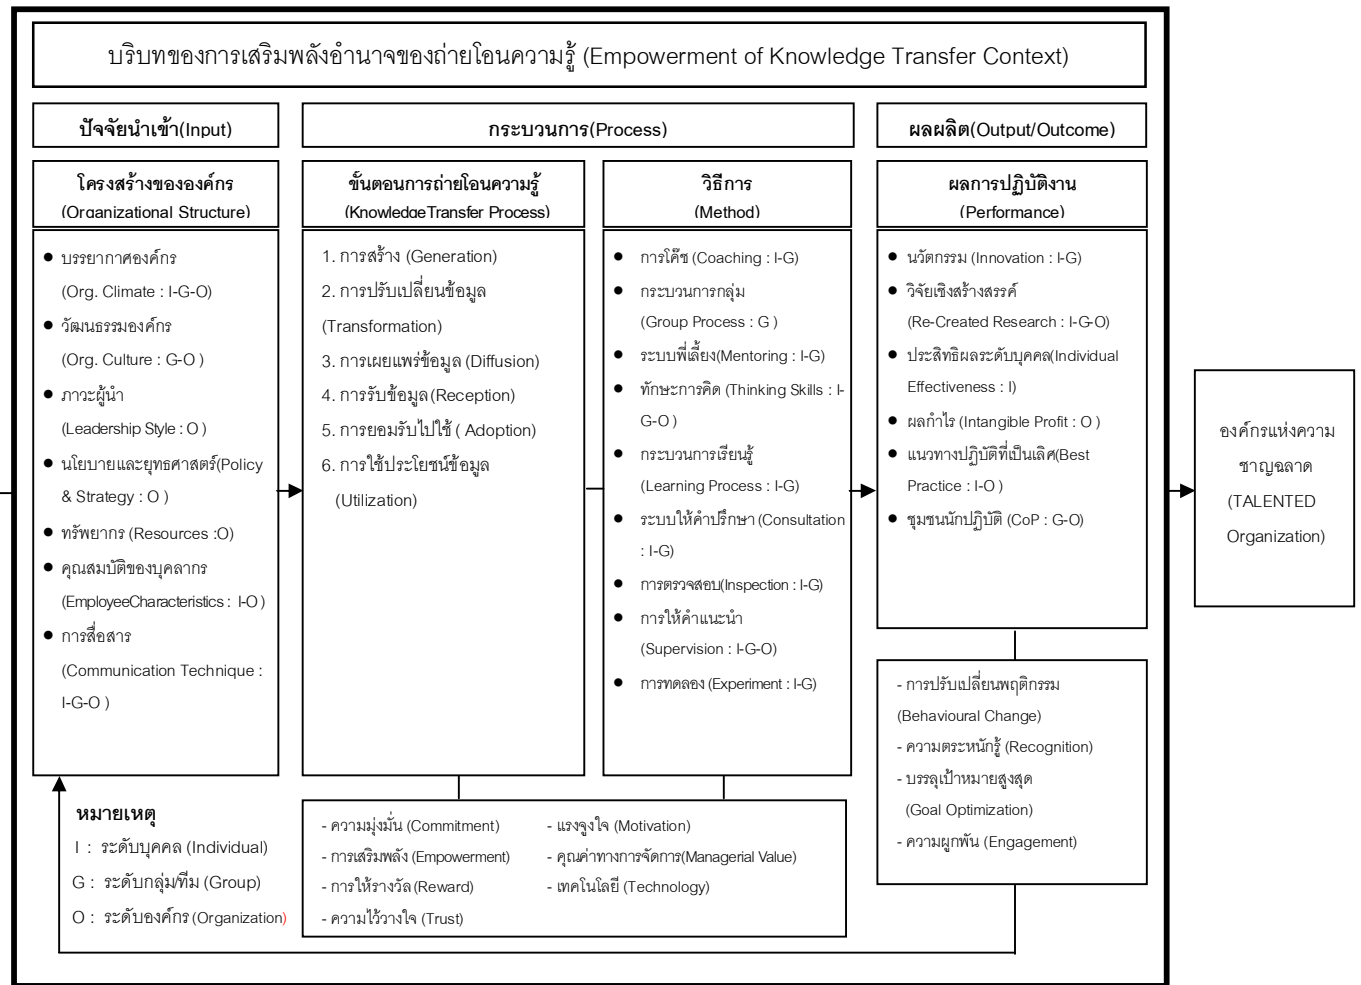 บริบทของการเสริมพลังอำนาจของถ่ายโอนความรู้ (Empowerment of Knowledge Transfer Context)
ปัจจัยนำเข้า(Input)
กระบวนการ(Process)
ผลผลิต(Output/Outcome)
โครงสร้างขององค์กร
(Organizational Structure)
ขั้นตอนการถ่ายโอนความรู้
(KnowledgeTransfer Process)
วิธีการ
(Method)
ผลการปฏิบัติงาน
(Performance)
● บรรยากาศองค์กร
(Org. Climate : I-G-O)
● วัฒนธรรมองค์กร
(Org. Culture : G-O )
● ภาวะผู้นำ
(Leadership Style : O )
● นโยบายและยุทธศาสตร์(Policy
& Strategy : O )
● ทรัพยากร (Resources :O)
● คุณสมบัติของบุคลากร
(EmployeeCharacteristics : I-O )
● การสื่อสาร
(Communication Technique :
I-G-O )
1. การสร้าง (Generation)
2. การปรับเปลี่ยนข้อมูล
(Transformation)
3. การเผยแพร่ข้อมูล (Diffusion)
4. การรับข้อมูล (Reception)
5. การยอมรับไปใช้ ( Adoption)
6. การใช้ประโยชน์ข้อมูล
(Utilization)
● การโค๊ช (Coaching : I-G)
● กระบวนการกลุ่ม
(Group Process : G )
● ระบบพี่เลี้ยง(Mentoring : I-G)
● ทักษะการคิด (Thinking Skills : I-
G-O )
● กระบวนการเรียนรู้
(Learning Process : I-G)
● ระบบให้คำปรึกษา (Consultation
: I-G)
● การตรวจสอบ(Inspection : I-G)
● การให้คำแนะนำ
(Supervision : I-G-O)
● การทดลอง (Experiment : I-G)
● นวัตกรรม (Innovation : I-G)
● วิจัยเชิงสร้างสรรค์
(Re-Created Research : I-G-O)
● ประสิทธิผลระดับบุคคล(Individual
Effectiveness : I)
● ผลกำไร (Intangible Profit : O )
● แนวทางปฏิบัติที่เป็นเลิศ(Best
Practice : I-O )
● ชุมชนนักปฏิบัติ (CoP : G-O)
องค์กรแห่งความ
ชาญฉลาด
(TALENTED
Organization)
- การปรับเปลี่ยนพฤติกรรม
(Behavioural Change)
- ความตระหนักรู้ (Recognition)
- บรรลุเป้าหมายสูงสุด
(Goal Optimization)
- ความผูกพัน (Engagement)
หมายเหตุ
I : ระดับบุคคล (Individual)
G : ระดับกลุ่ม/ทีม (Group)
O : ระดับองค์กร (Organization)
- ความมุ่งมั่น (Commitment)
- การเสริมพลัง (Empowerment)
- การให้รางวัล (Reward)
- ความไว้วางใจ (Trust)
- แรงจูงใจ (Motivation)
- คุณค่าทางการจัดการ(Managerial Value)
- เทคโนโลยี (Technology)